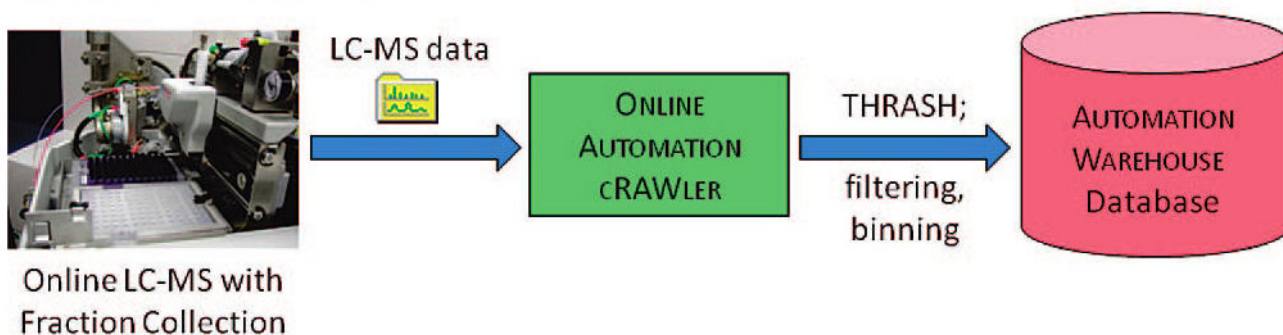 LC-MS data
ONLINE
AUTOMATION
cRAWLER
THRASH;
filtering,
binning
AUTOMATION
WAREHOUSE
Database
Online LC-MS with
Fraction Collection